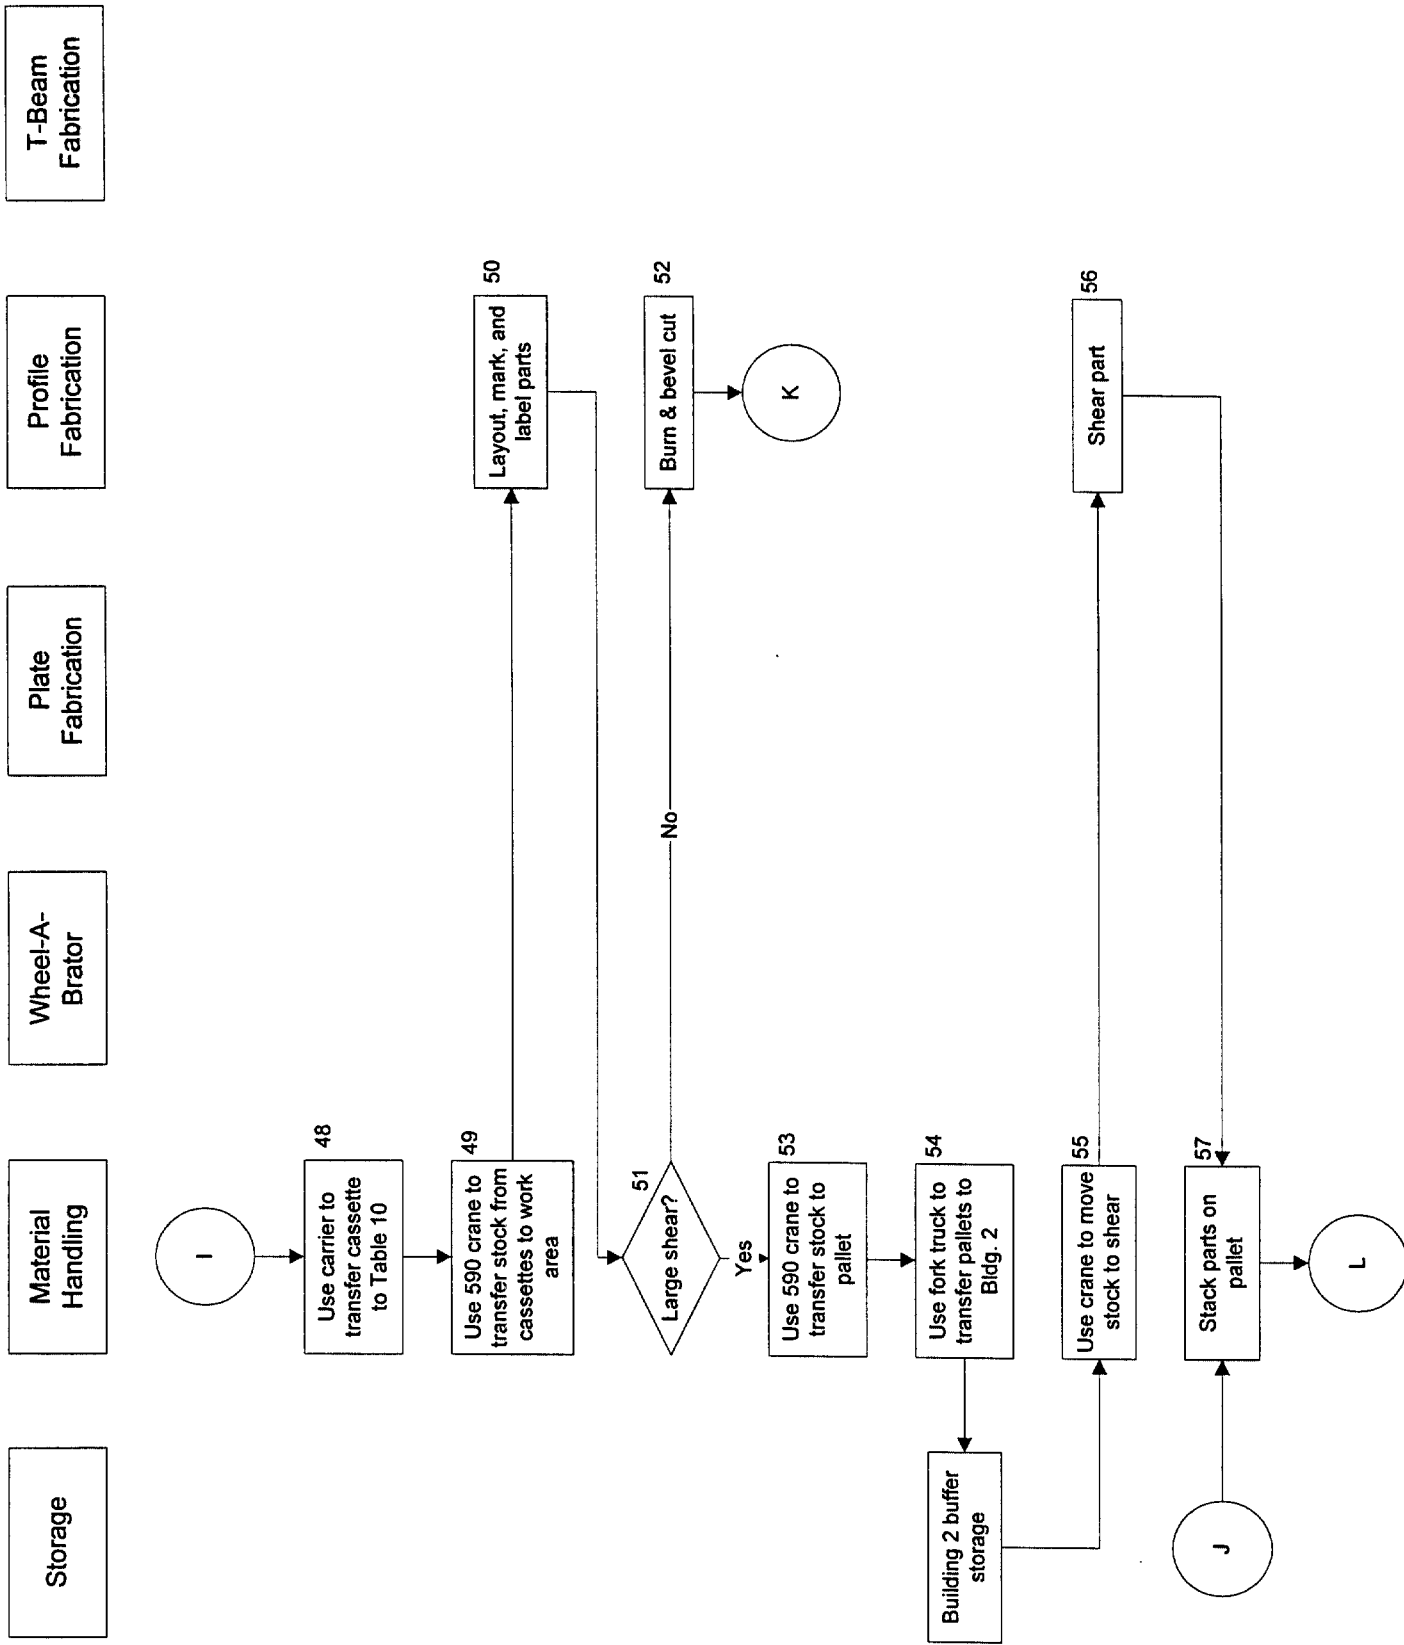 Storage
Material
Handling
Wheel-A-
Brator
Plate
Fabrication
Profile
Fabrication
T-Beam
Fabrication
I
48
Use carrier to
transfer cassette
to Table 10
49
Use 590 crane to
transfer stock from
cassettes to work
area
50
Layout, mark, and
label parts
51
Large shear?
No
52
Burn & bevel cut
K
Yes
53
Use 590 crane to
transfer stock to
pallet
54
Use fork truck to
transfer pallets to
Bldg. 2
Building 2 buffer
storage
55
Use crane to move
stock to shear
56
Shear part
57
Stack parts on
pallet
J
L